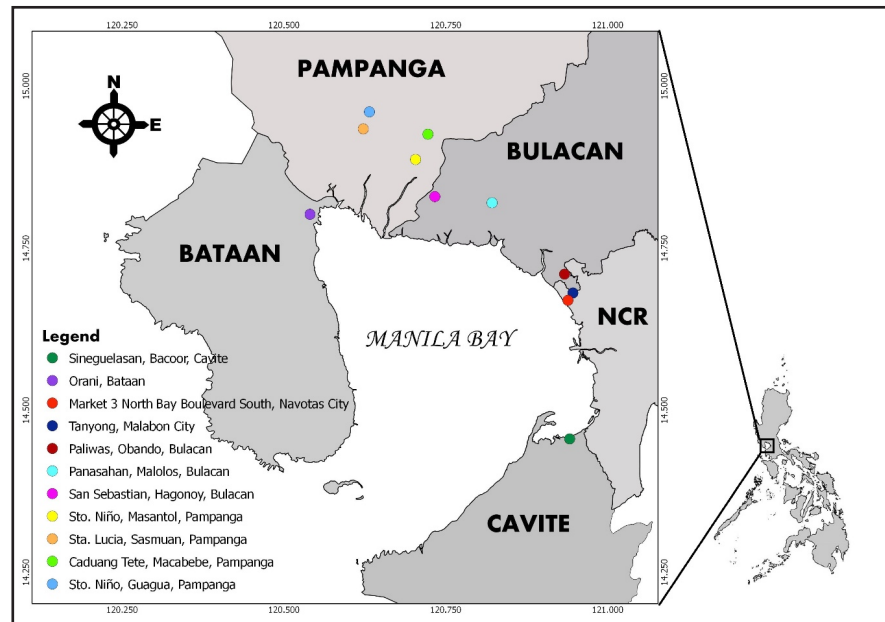 120.250 120.500 120.750 121.000
15.000 15.000
PAMPANGA
N
E
BULACAN
14.750 14.750
BATAAN
NCR
MANILA BAY
Legend
Sineguelasan, Bacoor, Cavite
Orani, Bataan
Market 3 North Bay Boulevard South, Navotas City
Tanyong, Malabon City
Paliwas, Obando, Bulacan
Panasahan, Malolos, Bulacan
San Sebastian, Hagonoy, Bulacan
Sto. Niño, Masantol, Pampanga
Sta. Lucia, Sasmuan, Pampanga
Caduang Tete, Macabebe, Pampanga
Sto. Niño, Guagua, Pampanga
14.500 14.500
CAVITE
14.250 14.250
120.250 120.500 120.750 121.000